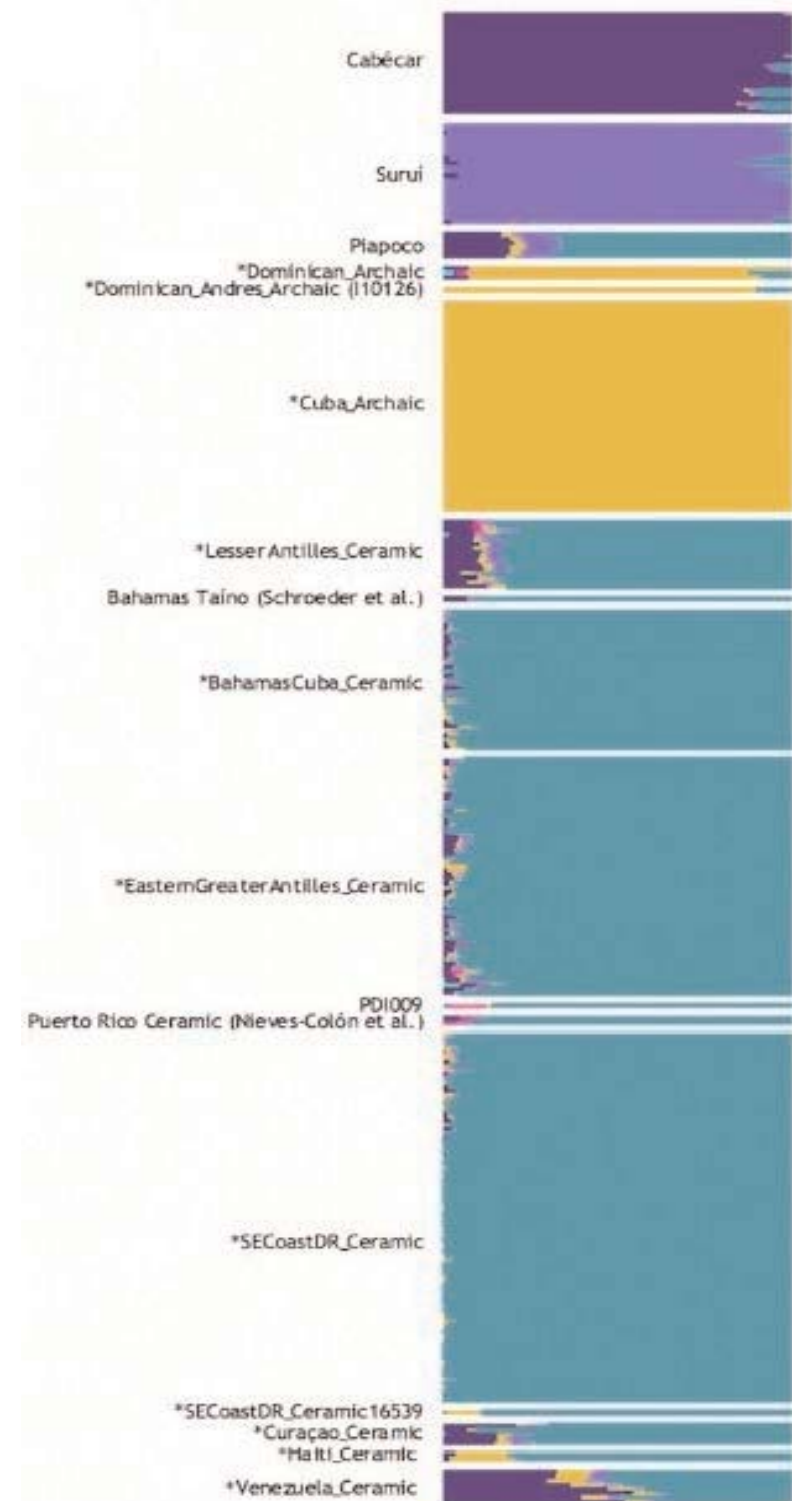 Cabécar
Suruí
Piapoco
*Dominican_Archaic
*Dominican_Andres_Archaic (I10126)
*Cuba_Archaic
*LesserAntilles_Ceramic
Bahamas Taíno (Schroeder et al.)
*BahamasCuba_Ceramic
*EasternGreaterAntilles_Ceramic
PDI009
Puerto Rico Ceramic (Nieves-Colón et al.)
*SECoastDR_Ceramic
*SECoastDR_Ceramic16539
*Curaçao_Ceramic
*Haiti_Ceramic
*Venezuela_Ceramic